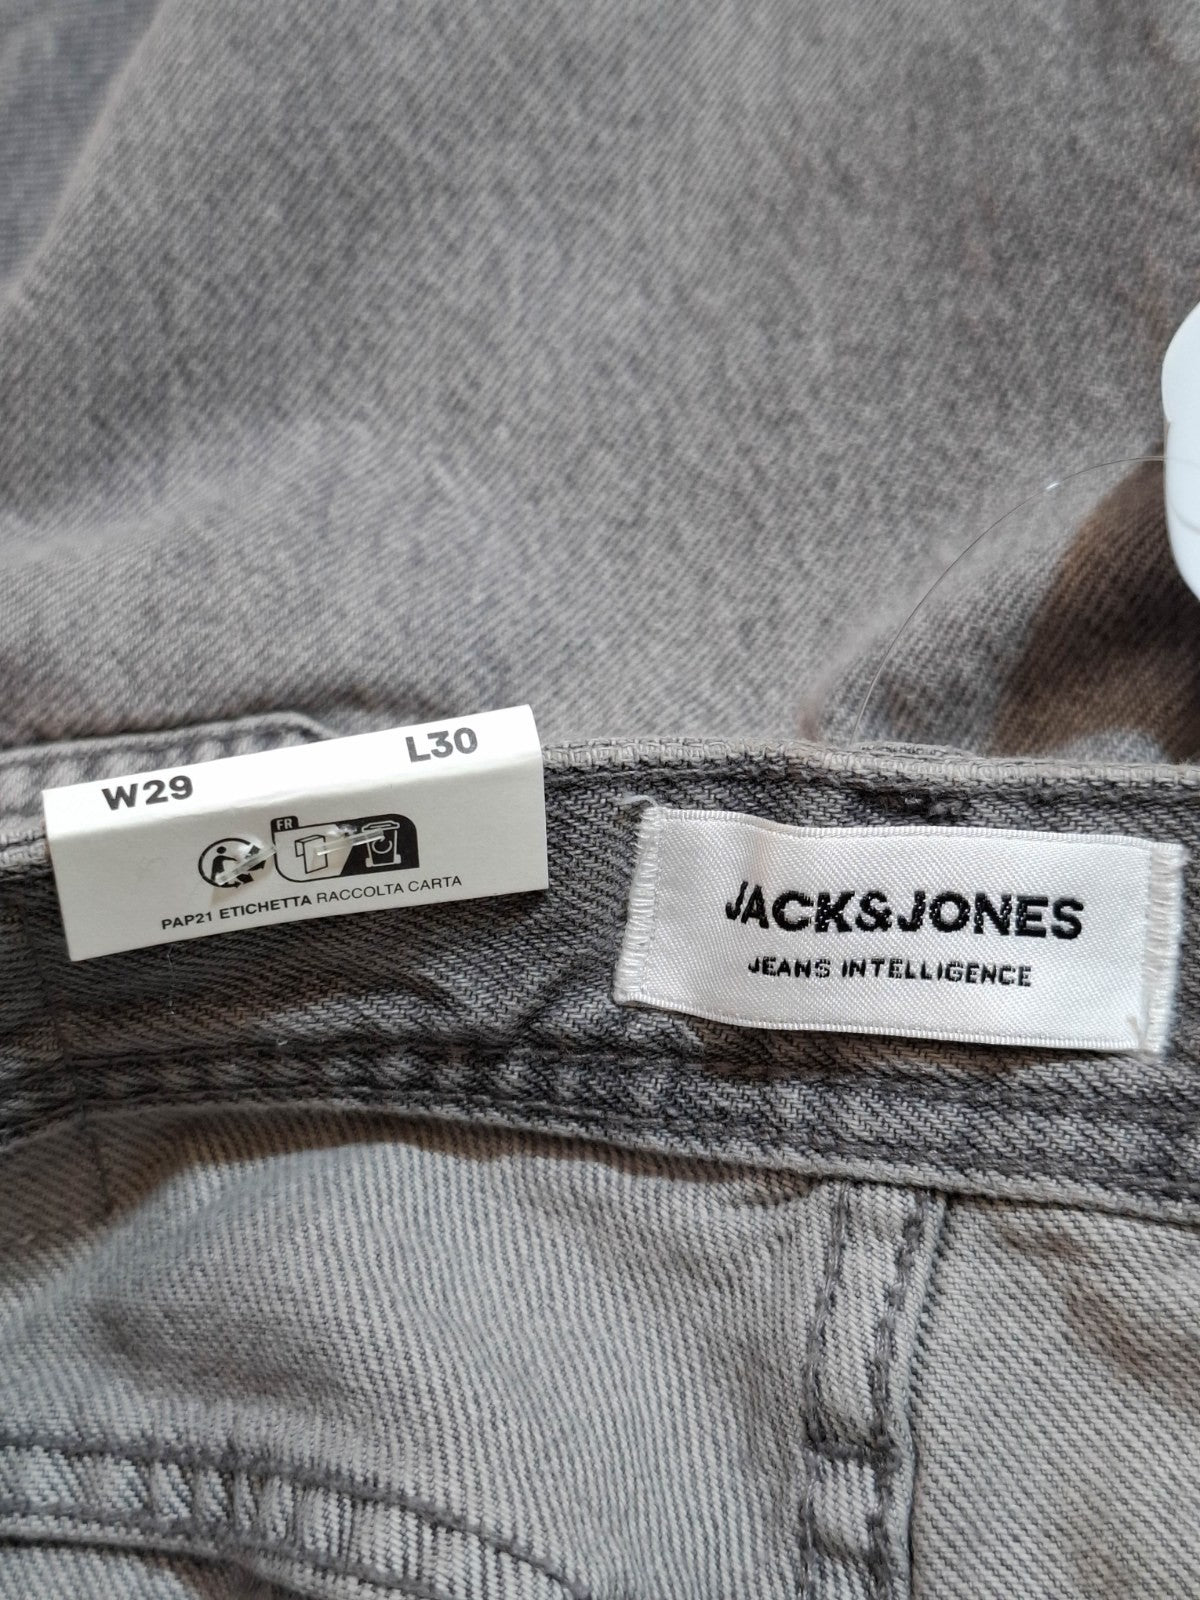 W29 L30
FR
PAP21 ETICHETTA RACCOLTA CARTA
JACK&JONES
JEANS INTELLIGENCE